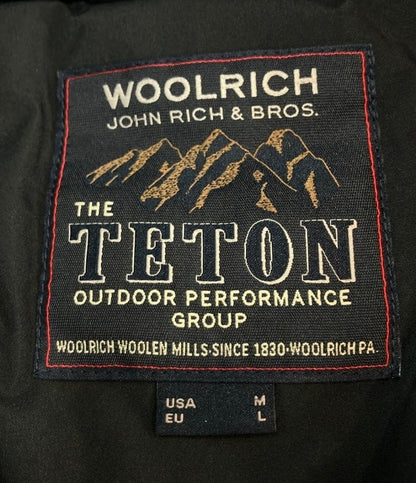 WOOLRICH
JOHN RICH & BROS.
THE
TETON
OUTDOOR PERFORMANCE
GROUP
WOOLRICH WOOLEN MILLS·SINCE 1830·WOOLRICH PA.
USA M
EU L